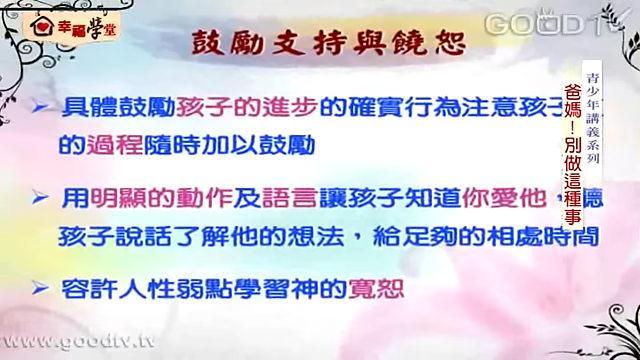 幸福學堂
GOODTV
鼓勵支持與饒恕
具體鼓勵孩子的進步的確實行為注意孩子
的過程隨時加以鼓勵
用明顯的動作及語言讓孩子知道你愛他，聽
孩子說話了解他的想法，給足夠的相處時間
容許人性弱點學習神的寬恕
青少年講義系列
爸媽！別做這種事
www.goodtv.tv